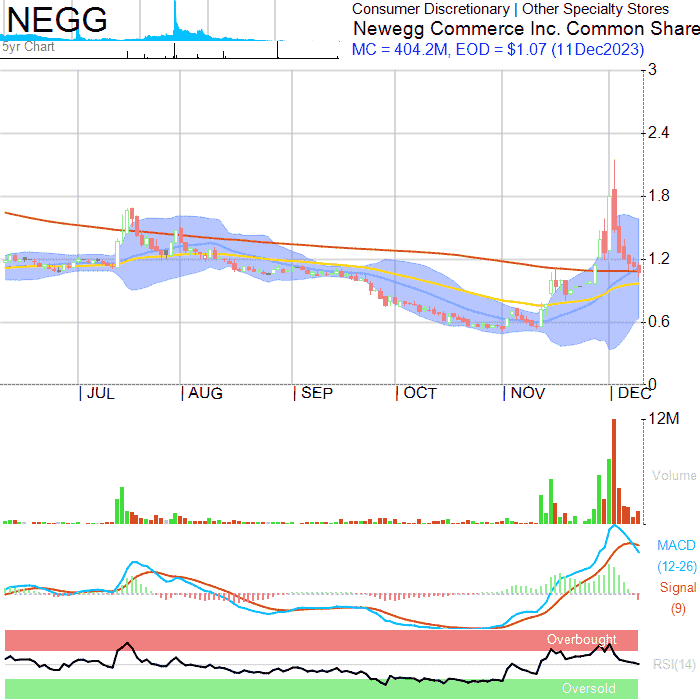 NEGG
5yr Chart
Consumer Discretionary | Other Specialty Stores
Newegg Commerce Inc. Common Share
MC = 404.2M, EOD = $1.07 (11Dec2023)
3
2.4
1.8
1.2
0.6
0
JUL AUG SEP OCT NOV DEC
12M
Volume
MACD
(12-26)
Signal
(9)
Overbought
RSI(14)
Oversold